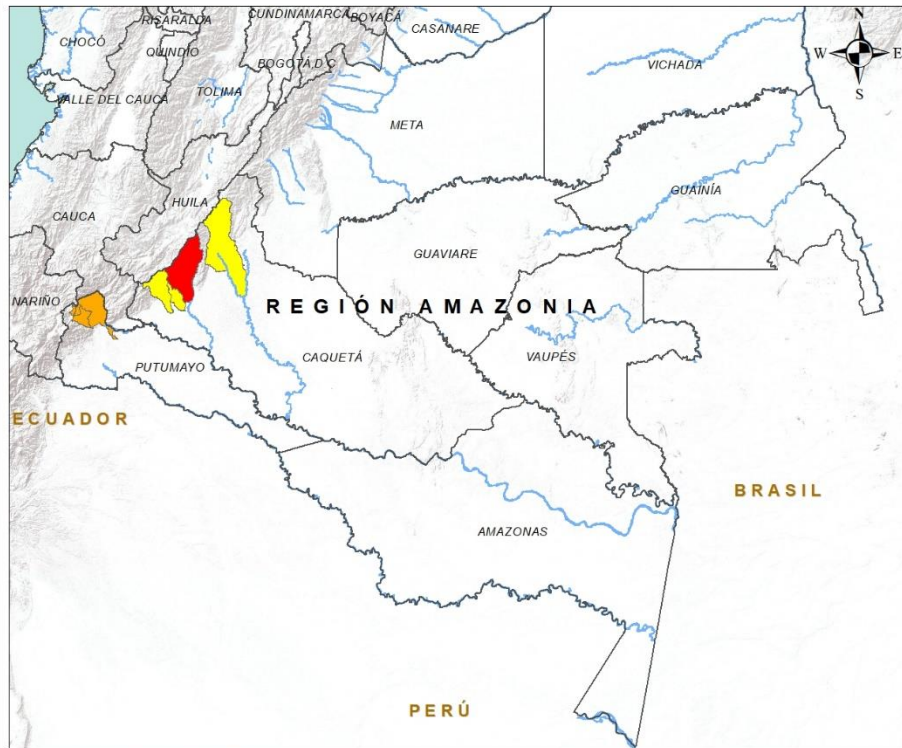 RISARALDA
CUNDINAMARCA
BOYACÁ
CHOCÓ
QUINDÍO
BOGOTÁ, D.C
CASANARE
N
W
E
S
VICHADA
VALLE DEL CAUCA
TOLIMA
META
CAUCA
HUILA
GUAINÍA
GUAVIARE
NARIÑO
REGIÓN AMAZONIA
PUTUMAYO
CAQUETÁ
VAUPÉS
ECUADOR
BRASIL
AMAZONAS
PERÚ